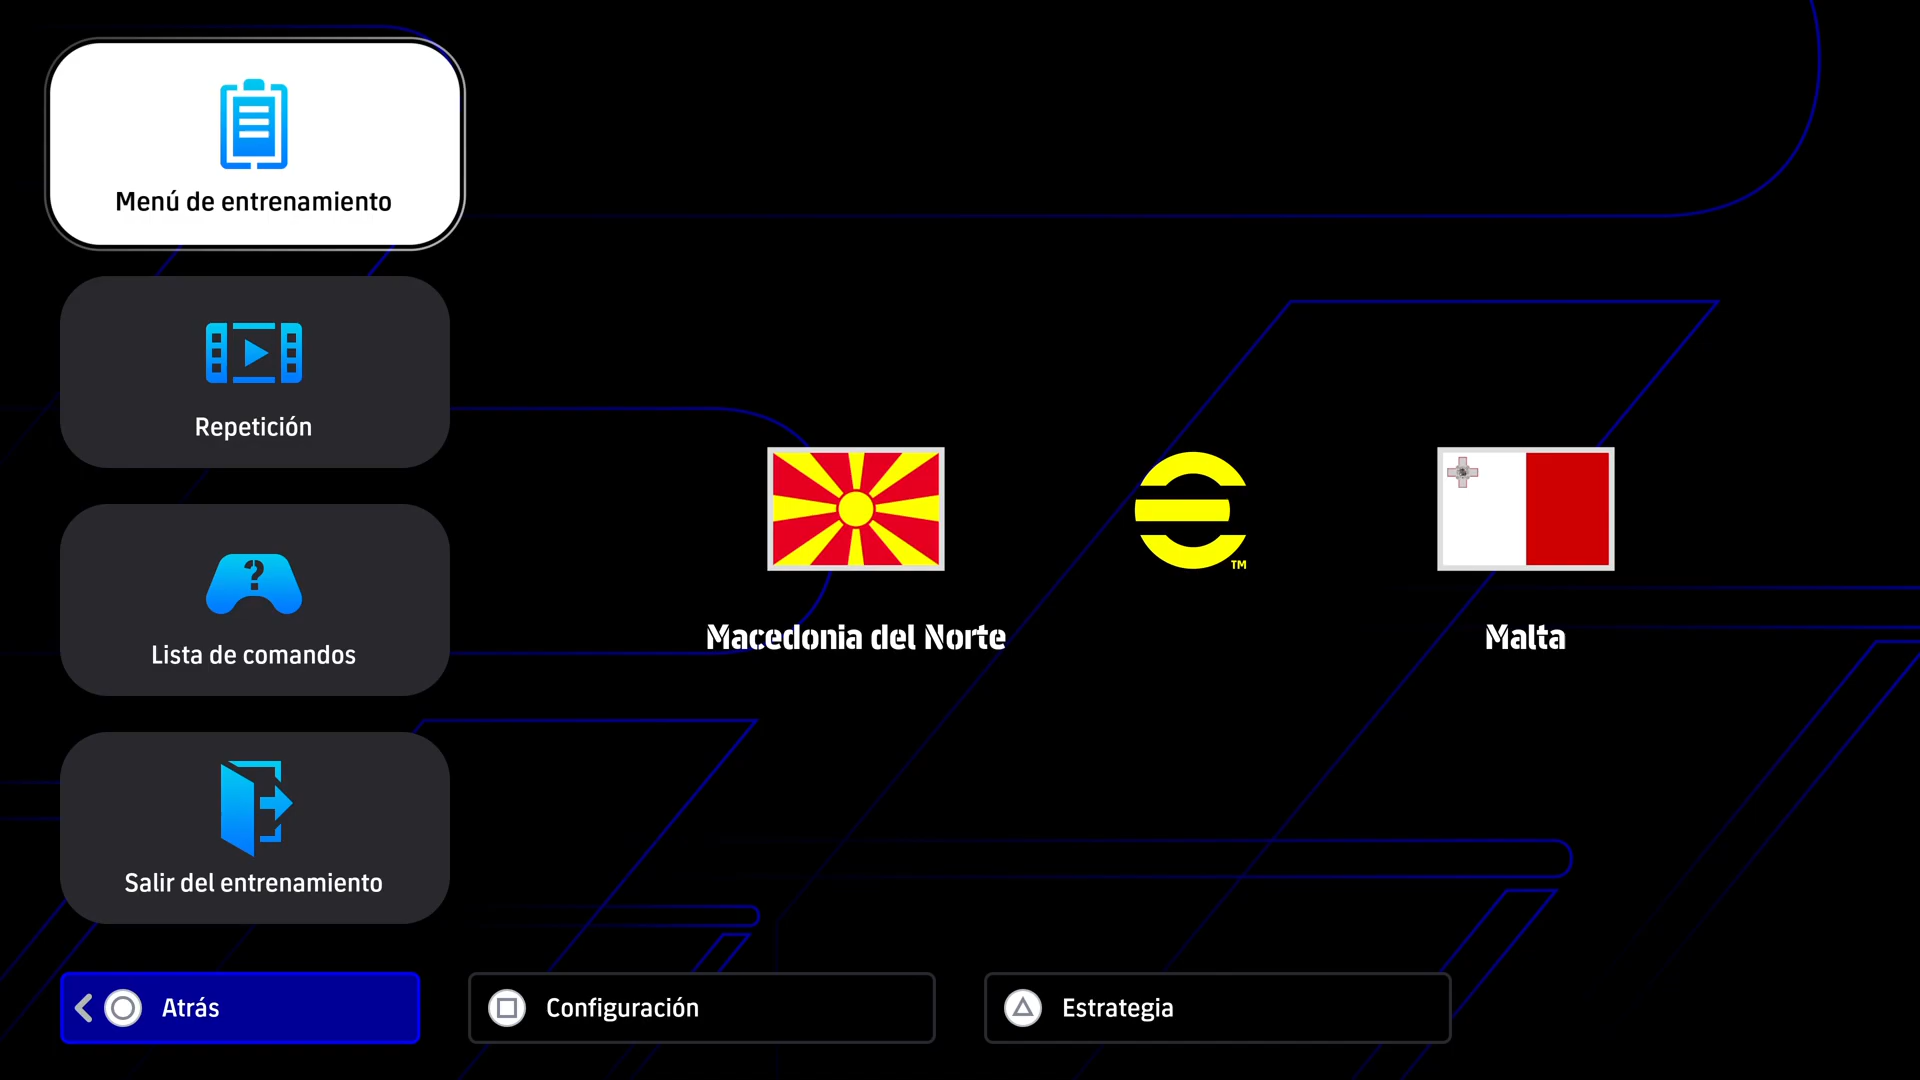 Menú de entrenamiento
Repetición
?
Lista de comandos
Salir del entrenamiento
Macedonia del Norte
TM
Malta
Atrás
Configuración
Estrategia